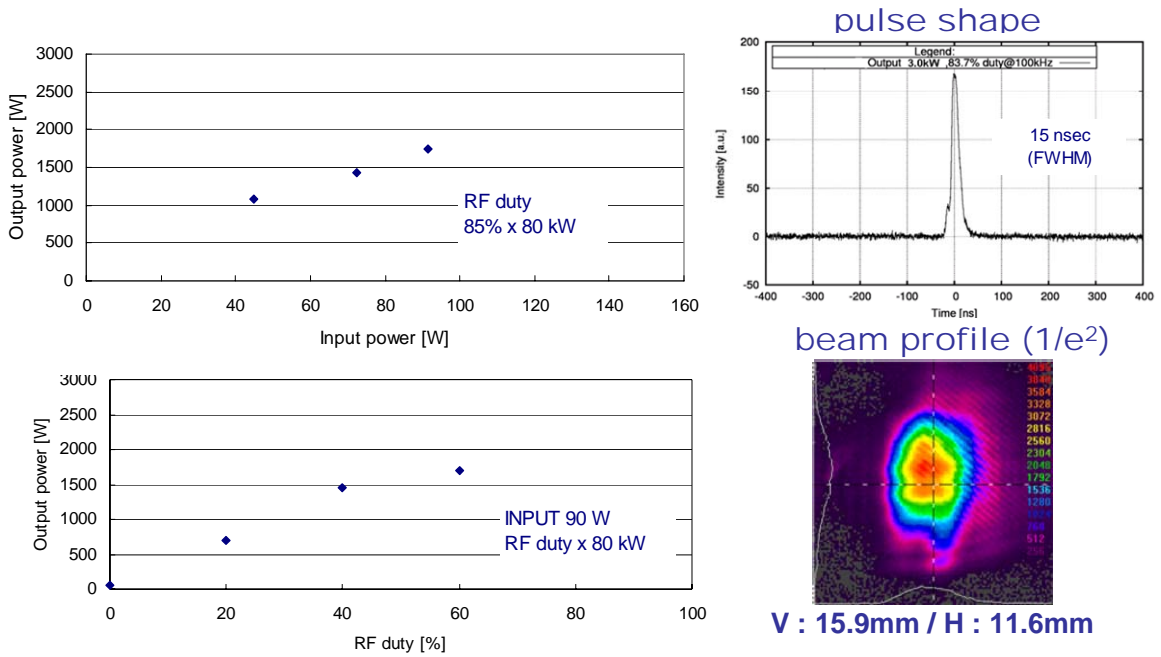 3000
2500
2000
1500
1000
500
0
0 20 40 60 80 100 120 140 160
Output power [W]
Input power [W]
RF duty
85% x 80 kW
pulse shape
200
150
100
50
0
-50
-400 -300 -200 -100 0 100 200 300 400
Intensity [a.u.]
Time [ns]
Legend:
Output 3.0kW ,83.7% duty@100kHz
15 nsec
(FWHM)
3000
2500
2000
1500
1000
500
0
0 20 40 60 80 100
Output power [W]
RF duty [%]
INPUT 90 W
RF duty x 80 kW
beam profile (1/e²)
3584
3328
3072
2816
2560
2304
2048
1792
1536
1280
512
V : 15.9mm / H : 11.6mm